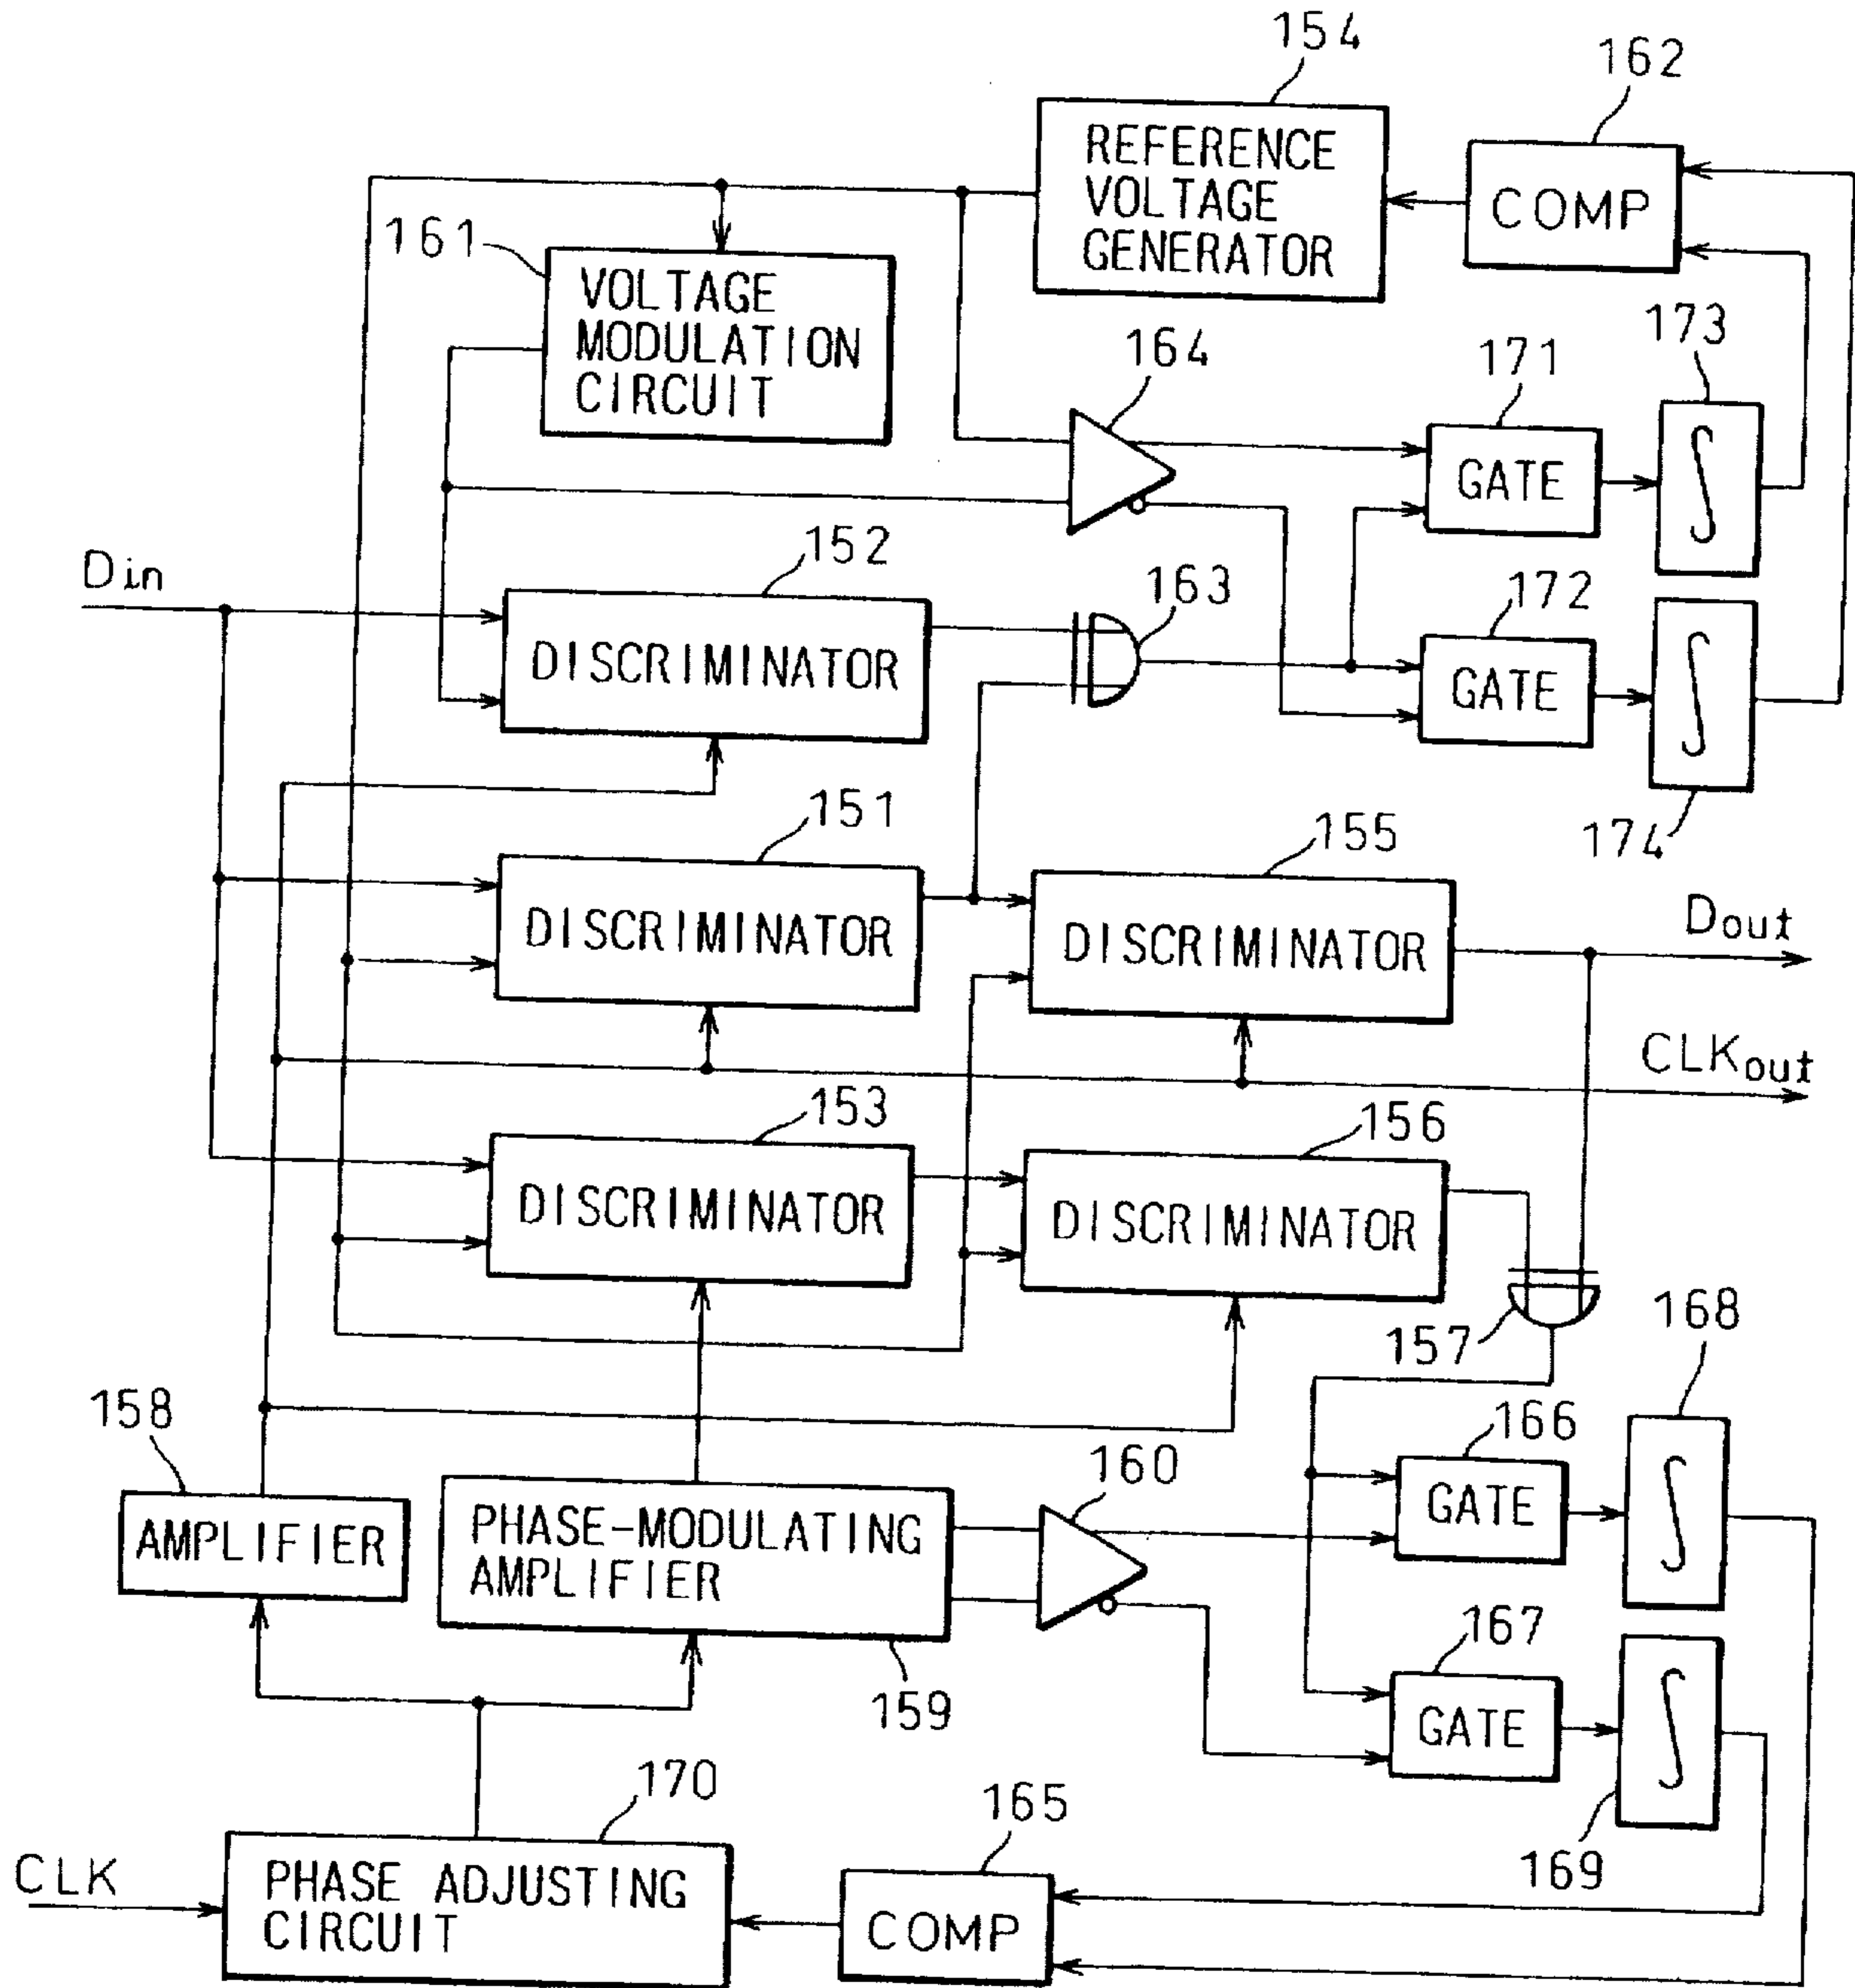 154
162
REFERENCE
VOLTAGE
GENERATOR
COMP
161
VOLTAGE
MODULATION
CIRCUIT
164
171
173
GATE
Din
152
163
172
DISCRIMINATOR
GATE
174
151
155
DISCRIMINATOR
DISCRIMINATOR
Dout
CLKout
153
156
DISCRIMINATOR
DISCRIMINATOR
157
168
158
160
166
AMPLIFIER
PHASE-MODULATING
AMPLIFIER
GATE
159
167
GATE
169
170
165
CLK
PHASE ADJUSTING
CIRCUIT
COMP